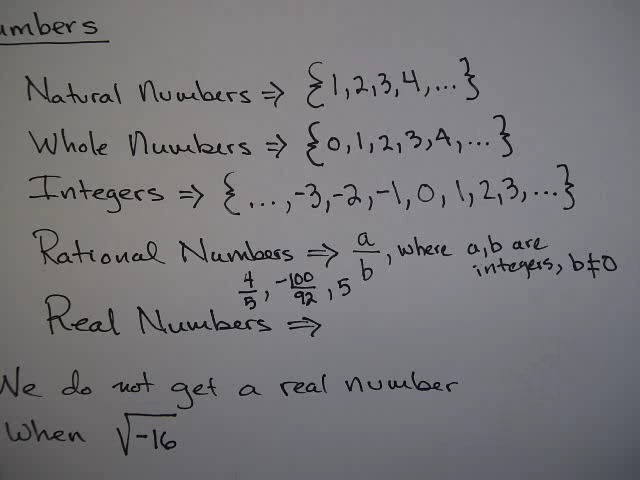 umbers
Natural Numbers ⇒ {1, 2, 3, 4, ...}
Whole Numbers ⇒ {0, 1, 2, 3, 4, ...}
Integers ⇒ {..., -3, -2, -1, 0, 1, 2, 3, ...}
Rational Numbers ⇒ a/b, where a, b are
integers, b≠0
4/5, -100/92, 5
Real Numbers ⇒
We do not get a real number
When √-16